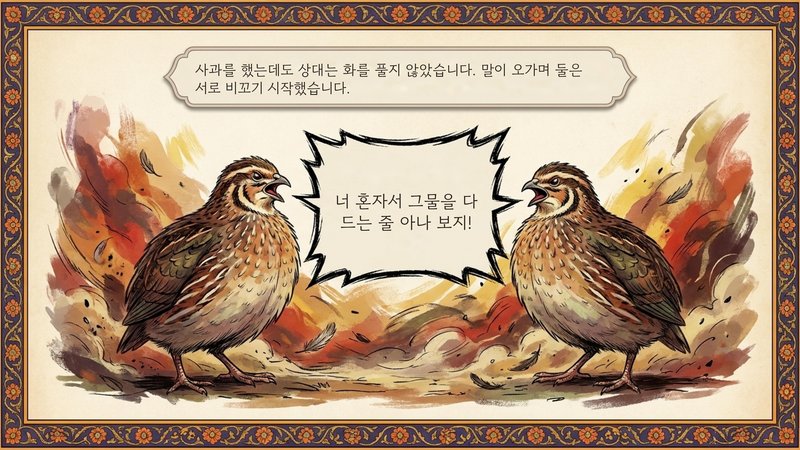 사과를 했는데도 상대는 화를 풀지 않았습니다. 말이 오가며 둘은
서로 비꼬기 시작했습니다.
너 혼자서 그물을 다
드는 줄 아나 보지!